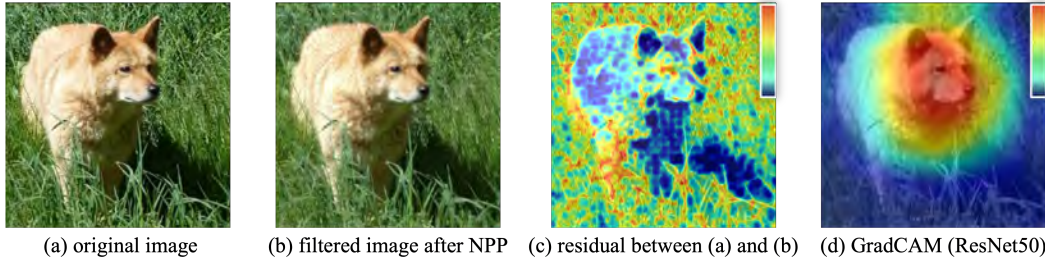 (a) original image
(b) filtered image after NPP
(c) residual between (a) and (b)
(d) GradCAM (ResNet50)